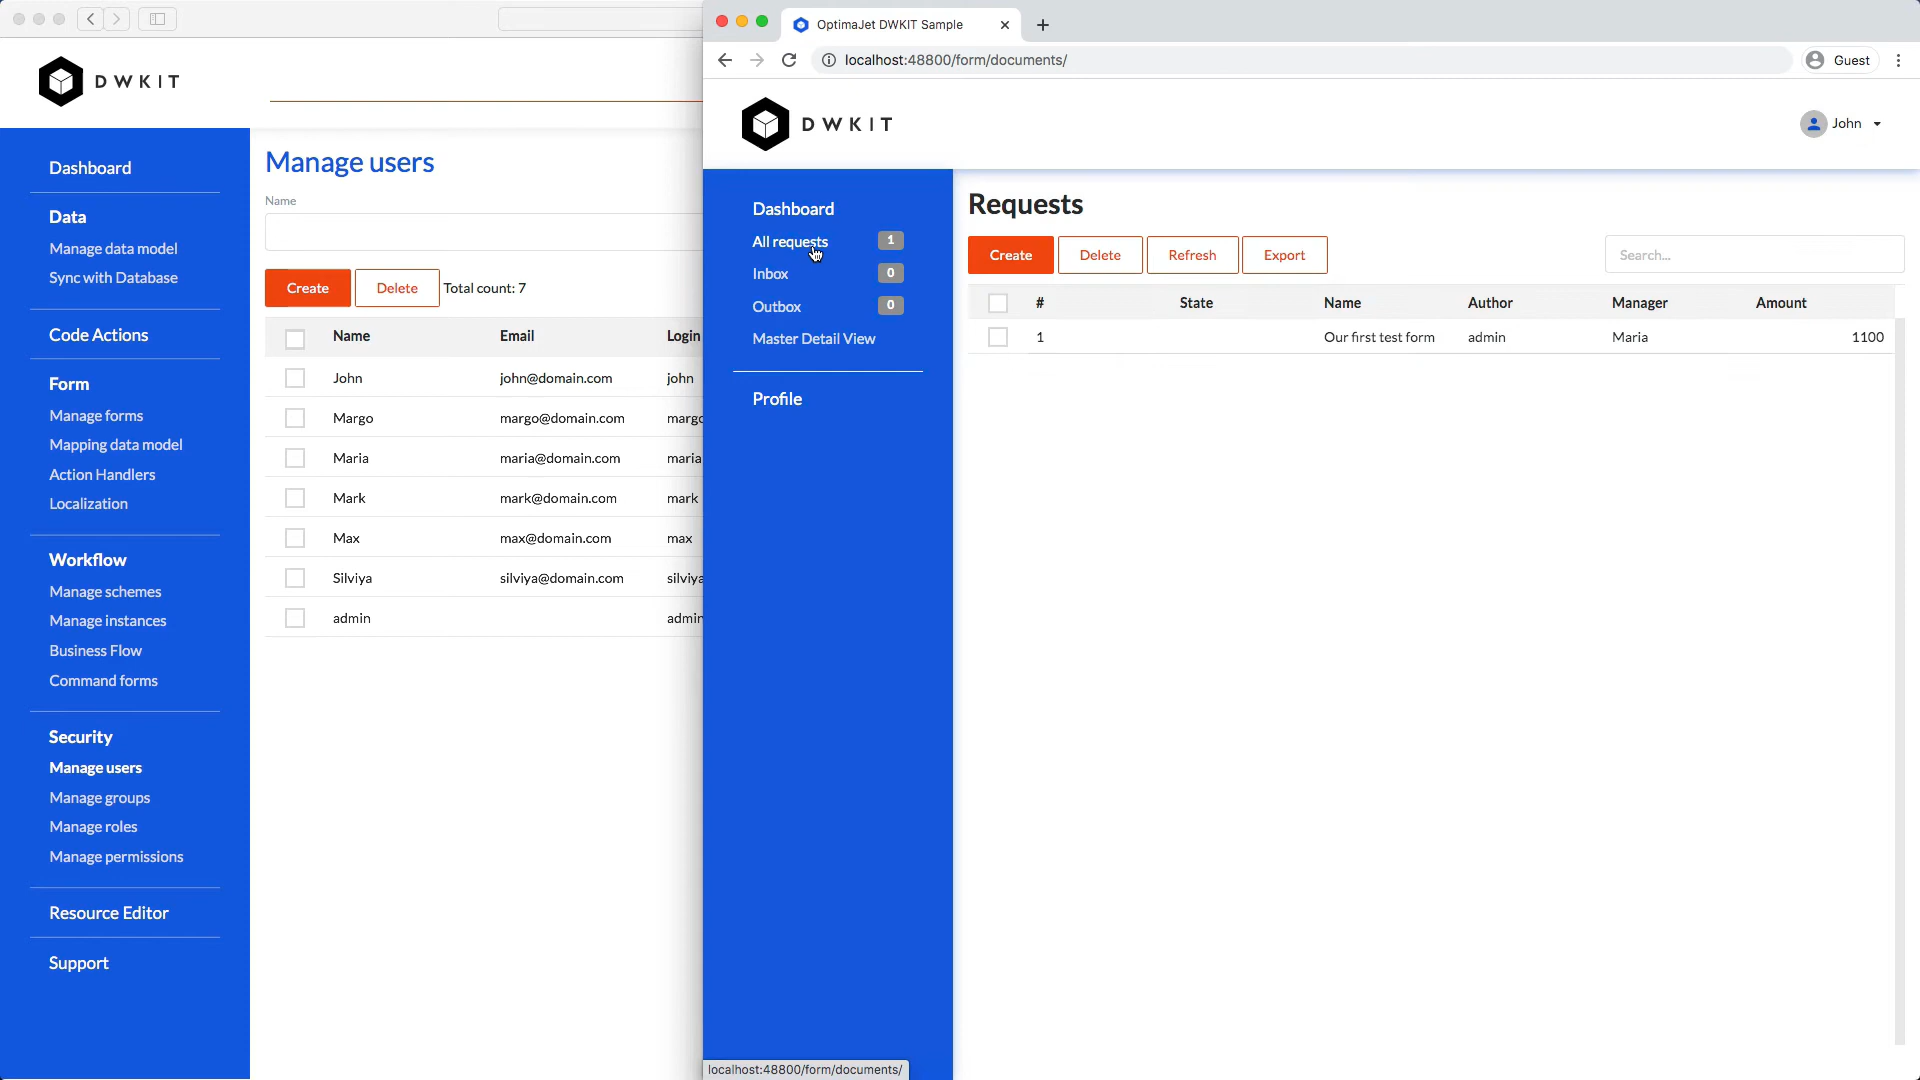 DWKIT
Dashboard
Data
Manage data model
Sync with Database
Code Actions
Form
Manage forms
Mapping data model
Action Handlers
Localization
Workflow
Manage schemes
Manage instances
Business Flow
Command forms
Security
Manage users
Manage groups
Manage roles
Manage permissions
Resource Editor
Support
Manage users
Name
Create Delete Total count: 7
Name Email Login
John john@domain.com john
Margo margo@domain.com margo
Maria maria@domain.com maria
Mark mark@domain.com mark
Max max@domain.com max
Silviya silviya@domain.com silviya
admin admin
OptimaJet DWKIT Sample
localhost:48800/form/documents/
Guest
DWKIT
John
Dashboard
All requests 1
Inbox 0
Outbox 0
Master Detail View
Profile
Requests
Create Delete Refresh Export Search...
# State Name Author Manager Amount
1 Our first test form admin Maria 1100
localhost:48800/form/documents/